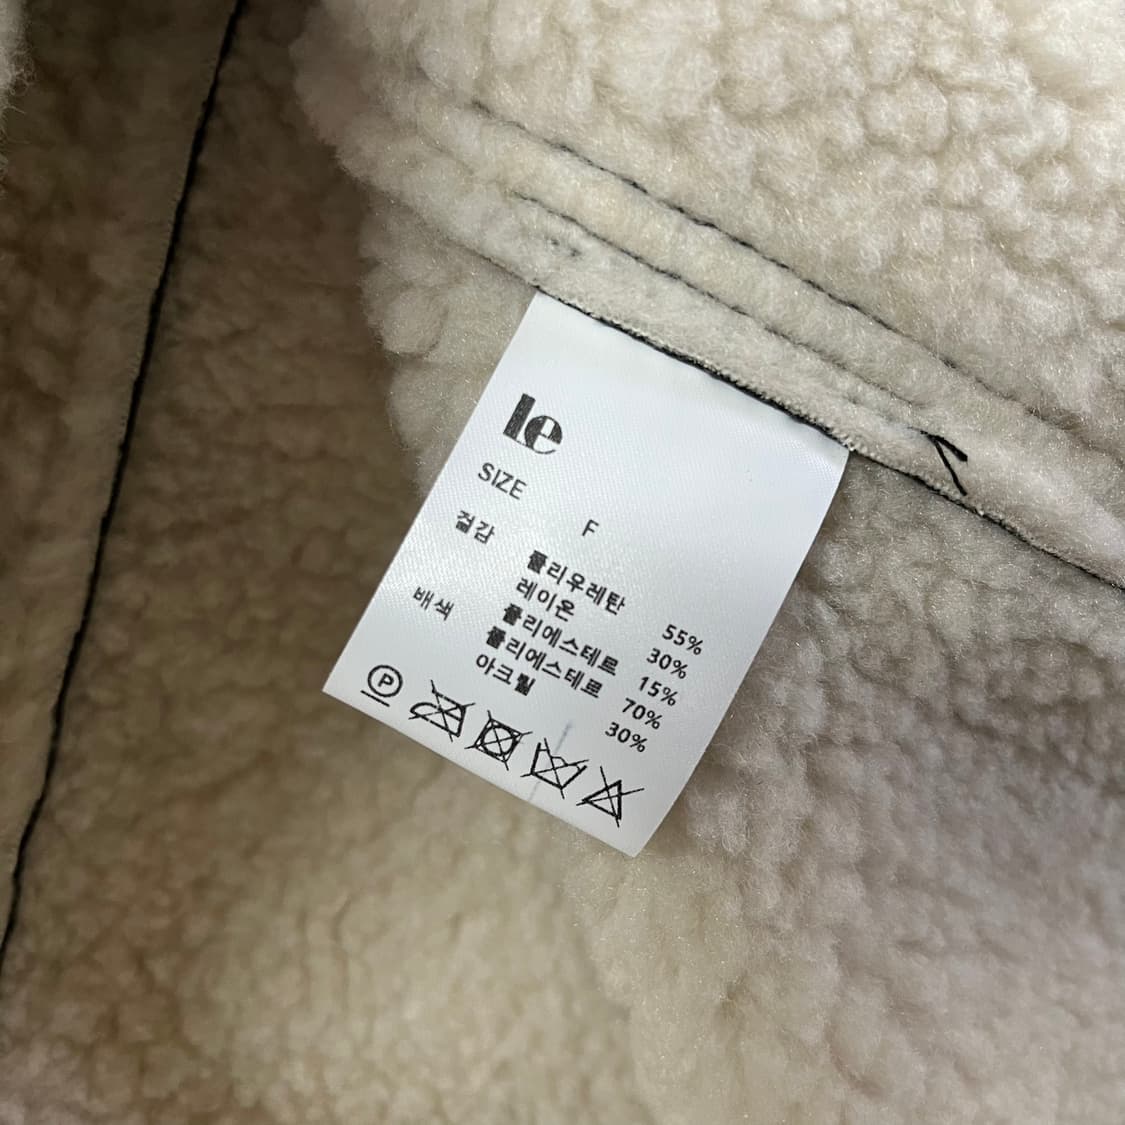 le
SIZE F
겉감 폴리우레탄 55%
레이온 30%
폴리에스테르 15%
배색 폴리에스테르 70%
아크릴 30%
P